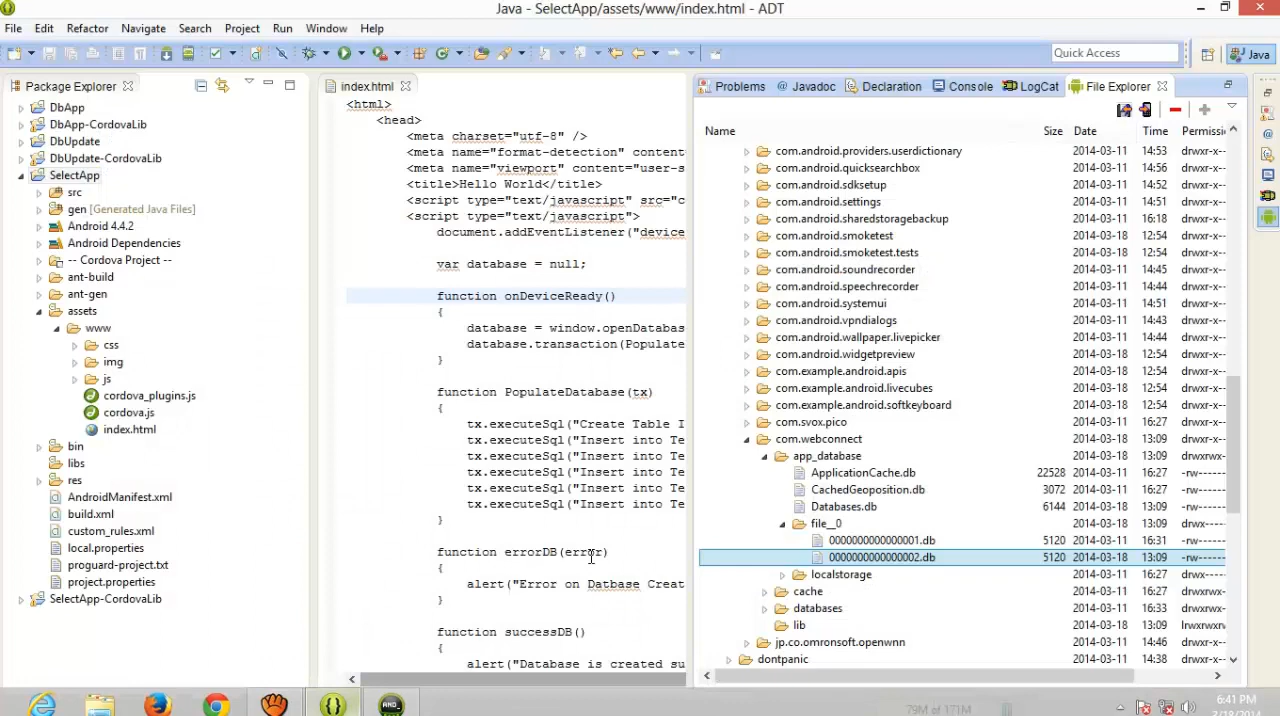 Java - SelectApp/assets/www/index.html - ADT
File Edit Refactor Navigate Search Project Run Window Help
Quick Access
Java
Package Explorer
DbApp
DbApp-CordovaLib
DbUpdate
DbUpdate-CordovaLib
SelectApp
src
gen [Generated Java Files]
Android 4.4.2
Android Dependencies
-- Cordova Project --
ant-build
ant-gen
assets
www
css
img
js
cordova_plugins.js
cordova.js
index.html
bin
libs
res
AndroidManifest.xml
build.xml
custom_rules.xml
local.properties
proguard-project.txt
project.properties
SelectApp-CordovaLib
index.html
<html>
<head>
<meta charset="utf-8" />
<meta name="format-detection" content
<meta name="viewport" content="user-s
<title>Hello World</title>
<script type="text/javascript" src="c
<script type="text/javascript">
document.addEventListener("device
var database = null;
function onDeviceReady()
{
database = window.openDatabas
database.transaction(Populate
}
function PopulateDatabase(tx)
{
tx.executeSql("Create Table I
tx.executeSql("Insert into Te
tx.executeSql("Insert into Te
tx.executeSql("Insert into Te
tx.executeSql("Insert into Te
tx.executeSql("Insert into Te
}
function errorDB(error)
{
alert("Error on Datbase Creat
}
function successDB()
{
alert("Database is created su
Problems Javadoc Declaration Console LogCat File Explorer
Name Size Date Time Permissi
com.android.providers.userdictionary 2014-03-11 14:53 drwxr-x--
com.android.quicksearchbox 2014-03-11 14:56 drwxr-x--
com.android.sdksetup 2014-03-11 14:52 drwxr-x--
com.android.settings 2014-03-11 14:51 drwxr-x--
com.android.sharedstoragebackup 2014-03-11 16:18 drwxr-x--
com.android.smoketest 2014-03-18 12:54 drwxr-x--
com.android.smoketest.tests 2014-03-18 12:54 drwxr-x--
com.android.soundrecorder 2014-03-11 14:45 drwxr-x--
com.android.speechrecorder 2014-03-11 14:45 drwxr-x--
com.android.systemui 2014-03-11 14:51 drwxr-x--
com.android.vpndialogs 2014-03-11 14:44 drwxr-x--
com.android.wallpaper.livepicker 2014-03-11 14:44 drwxr-x--
com.android.widgetpreview 2014-03-18 12:54 drwxr-x--
com.example.android.apis 2014-03-18 12:54 drwxr-x--
com.example.android.livecubes 2014-03-18 12:54 drwxr-x--
com.example.android.softkeyboard 2014-03-18 12:54 drwxr-x--
com.svox.pico 2014-03-11 14:44 drwxr-x--
com.webconnect 2014-03-18 13:09 drwxr-x--
app_database 2014-03-18 13:09 drwxrwx--
ApplicationCache.db 22528 2014-03-11 16:27 -rw-------
CachedGeoposition.db 3072 2014-03-11 16:27 -rw-------
Databases.db 6144 2014-03-18 13:09 -rw-------
file__0 2014-03-18 13:09 drwx------
0000000000000001.db 5120 2014-03-11 16:31 -rw-------
0000000000000002.db 5120 2014-03-18 13:09 -rw-------
localstorage 2014-03-11 16:27 drwx------
cache 2014-03-11 16:27 drwxrwx--
databases 2014-03-11 16:33 drwxrwx--
lib 2014-03-18 13:09 lrwxrwxrwx
jp.co.omronsoft.openwnn 2014-03-11 14:46 drwxr-x--
dontpanic 2014-03-11 14:38 drwxr-x--
79M of 171M
6:41 PM